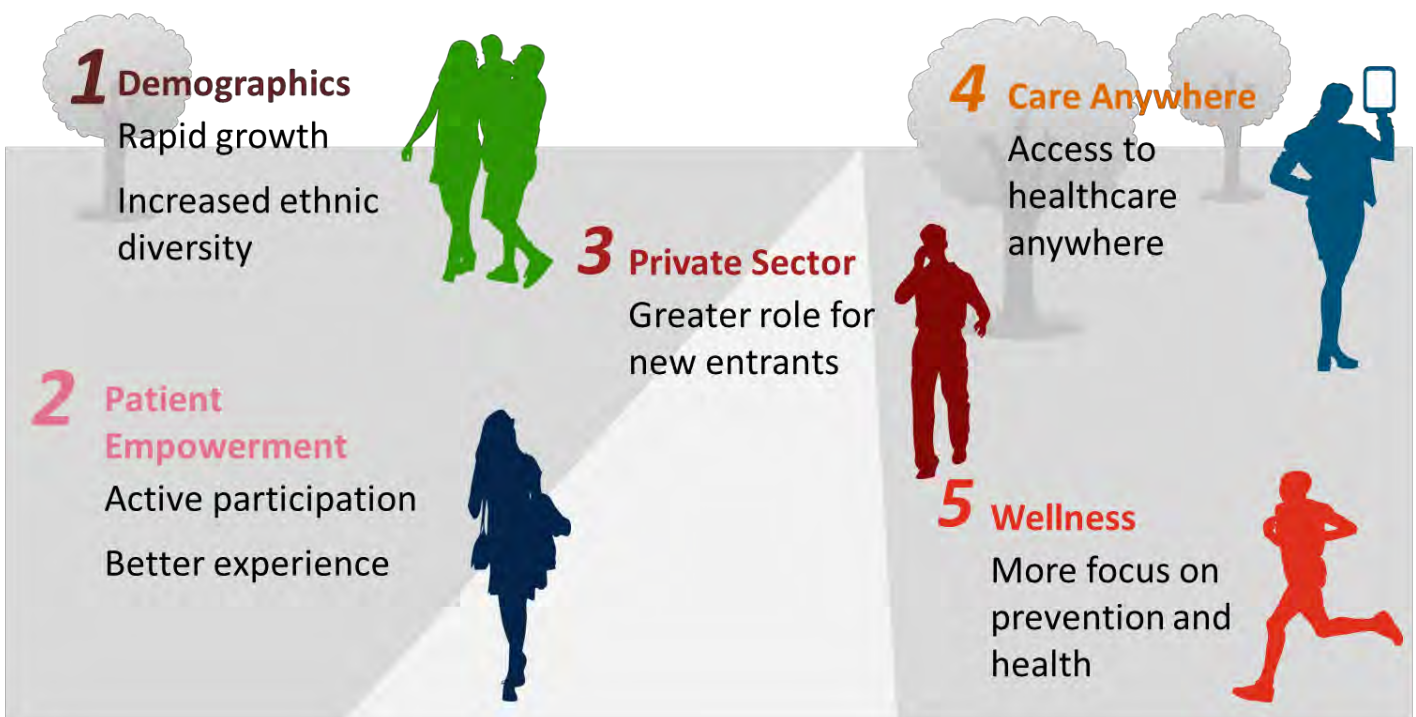 1 Demographics
Rapid growth
Increased ethnic
diversity
2 Patient
Empowerment
Active participation
Better experience
3 Private Sector
Greater role for
new entrants
4 Care Anywhere
Access to
healthcare
anywhere
5 Wellness
More focus on
prevention and
health